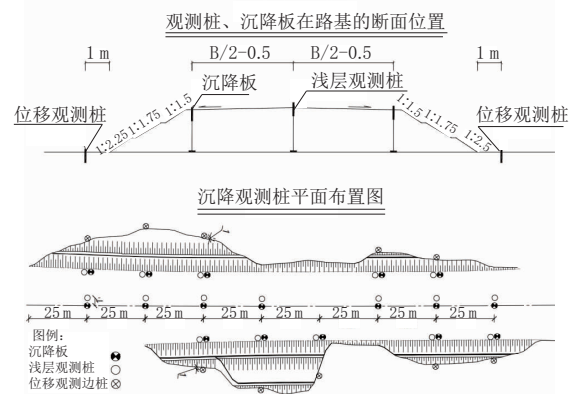 观测桩、沉降板在路基的断面位置
1 m B/2-0.5 B/2-0.5 1 m
沉降板 浅层观测桩
位移观测桩 1:2.25 1:1.75 1:1.5 1:1.5 1:1.75 1:2.5 位移观测桩
沉降观测桩平面布置图
25 m 25 m 25 m 25 m 25 m 25 m 25 m
图例:
沉降板
浅层观测桩
位移观测边桩